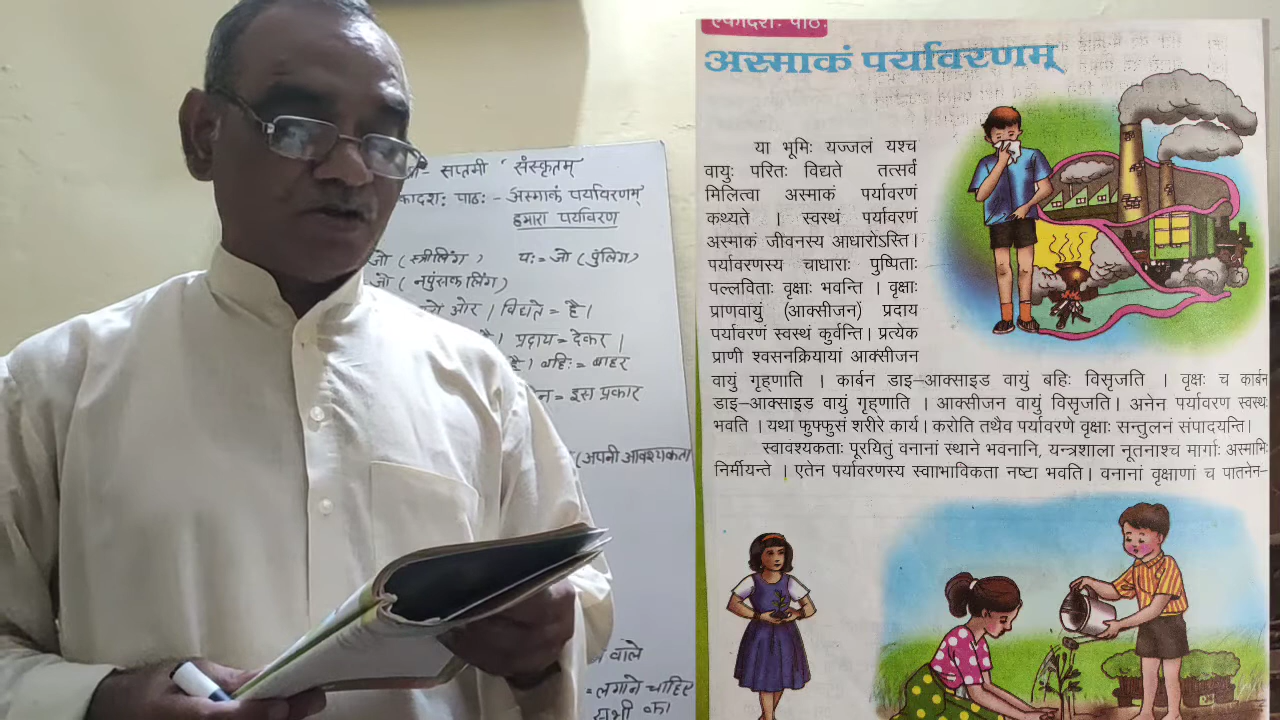 सप्तमी संस्कृतम्
पाठः - अस्माकं पर्यावरणम्
हमारा पर्यावरण
जो (स्त्रीलिंग) यः = जो (पुंलिंग)
जो (नपुंसक लिंग)
ओर | विद्यते = है।
प्रदाय = देकर |
है) बहिः = बाहर
= इस प्रकार
(अपनी आवश्यकता
वाले
= लगाने चाहिए
सभी का
एकादशः पाठः
अस्माकं पर्यावरणम्
या भूमिः यज्जलं यश्च
वायुः परितः विद्यते तत्सर्वं
मिलित्वा अस्माकं पर्यावरणं
कथ्यते । स्वस्थं पर्यावरणं
अस्माकं जीवनस्य आधारोऽस्ति।
पर्यावरणस्य चाधाराः पुष्पिताः
पल्लविताः वृक्षाः भवन्ति । वृक्षाः
प्राणवायुं (आक्सीजन) प्रदाय
पर्यावरणं स्वस्थं कुर्वन्ति । प्रत्येक
प्राणी श्वसनक्रियायां आक्सीजन
वायुं गृह्णाति । कार्बन डाइ-आक्साइड वायुं बहिः विसृजति । वृक्षः च कार्बन
डाइ-आक्साइड वायुं गृह्णाति । आक्सीजन वायुं विसृजति। अनेन पर्यावरण स्वस्थः
भवति । यथा फुफ्फुस शरीरे कार्य। करोति तथैव पर्यावरणे वृक्षाः सन्तुलनं संपादयन्ति।
स्वावश्यकताः पूरयितुं वनानां स्थाने भवनानि, यन्त्रशाला नूतनाश्च मार्गाः अस्माभिः
निर्मीयन्ते । एतेन पर्यावरणस्य स्वाभाविकता नष्टा भवति। वनानां वृक्षाणां च पातनेन-